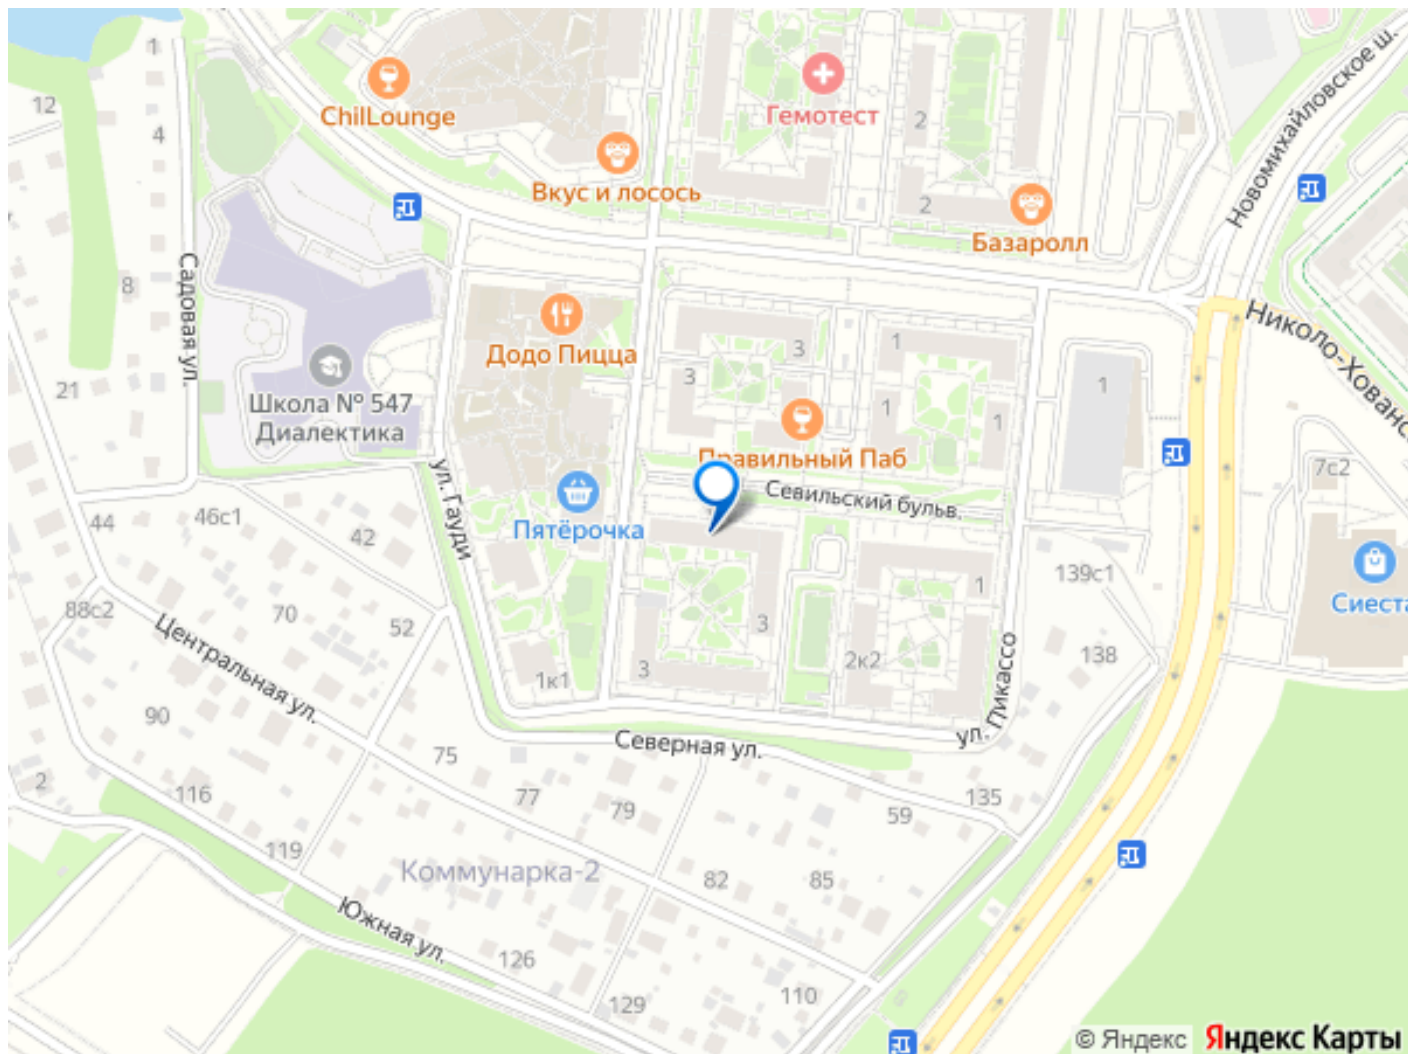 1
12
4
ChilLounge
Гемотест
2
Вкус и лосось
2
Базаролл
Новомихайловское ш.
Садовая ул.
8
Додо Пицца
Николо-Хованс
3
1
3
21
1
1
1
Школа № 547
Диалектика
Правильный Паб
7с2
ул. Гауди
Севильский бульв.
44
46с1
42
Пятёрочка
139с1
Сиеста
1
88с2
70
52
3
Центральная ул.
138
2к2
3
1к1
ул. Пикассо
90
Северная ул.
75
2
116
77
79
135
59
119
Коммунарка-2
82
85
Южная ул.
126
129
110
© Яндекс Яндекс Карты